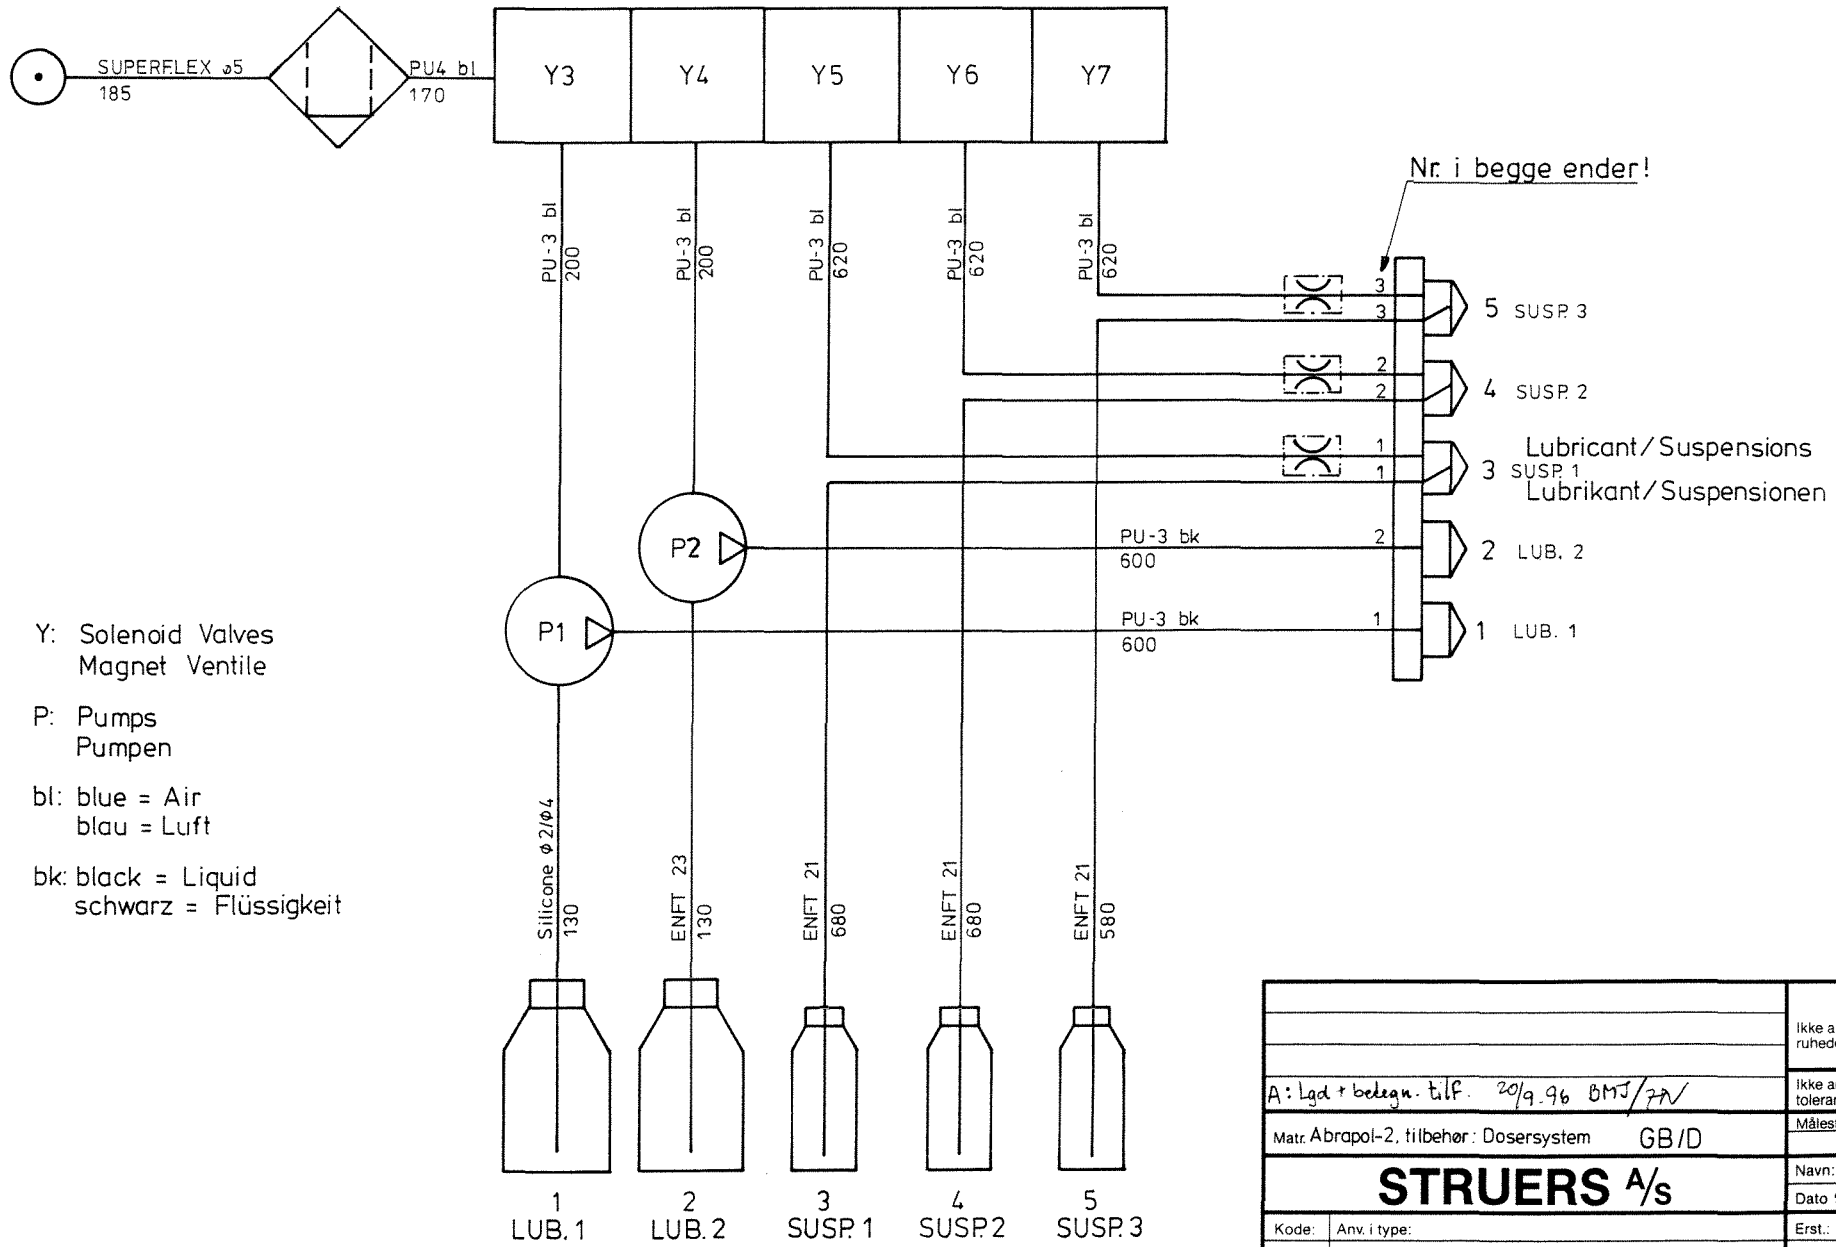 SUPERFLEX ø5
185
PU4 bl
170
Y3
Y4
Y5
Y6
Y7
Nr. i begge ender!
PU-3 bl
200
PU-3 bl
200
PU-3 bl
620
PU-3 bl
620
PU-3 bl
620
3
3
5 SUSP. 3
2
2
4 SUSP. 2
1
1
Lubricant/Suspensions
3 SUSP. 1
Lubrikant/Suspensionen
P2
PU-3 bk
600
2
2 LUB. 2
P1
PU-3 bk
600
1
1 LUB. 1
Y: Solenoid Valves
Magnet Ventile
P: Pumps
Pumpen
bl: blue = Air
blau = Luft
bk: black = Liquid
schwarz = Flüssigkeit
Silicone ø2/ø4
130
ENFT 23
130
ENFT 21
680
ENFT 21
680
ENFT 21
580
1
LUB. 1
2
LUB. 2
3
SUSP. 1
4
SUSP. 2
5
SUSP. 3
A: Lgd + betegn. tilf. 20/9-96 BMJ/
Matr. Abrapol-2, tilbehør: Dosersystem GB/D
STRUERS A/S
Kode: Anv. i type:
Ikke a
ruhed
Ikke a
toleran
Målest
Navn:
Dato
Erst.: